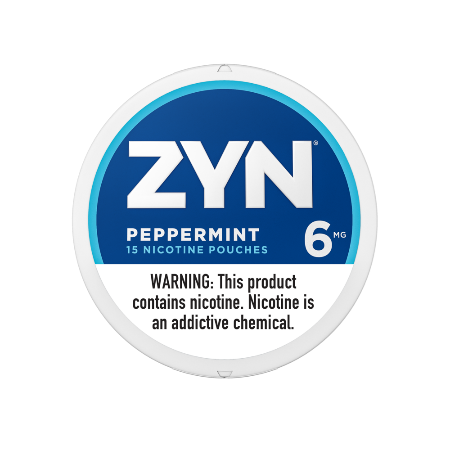 ZYN®
PEPPERMINT
15 NICOTINE POUCHES
6 MG
WARNING: This product
contains nicotine. Nicotine is
an addictive chemical.